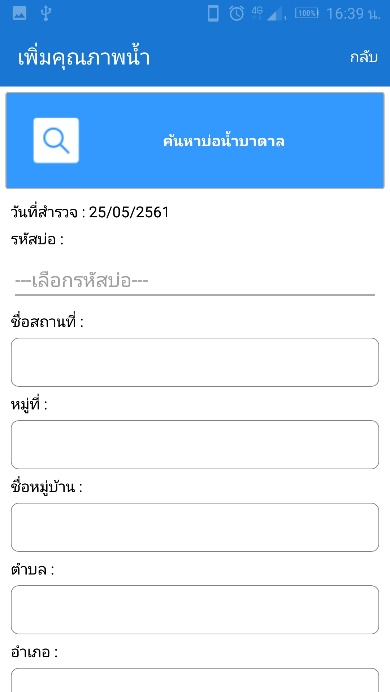 4G 100% 16:39 น.
เพิ่มคุณภาพน้ำ กลับ
ค้นหาบ่อน้ำบาดาล
วันที่สำรวจ : 25/05/2561
รหัสบ่อ :
---เลือกรหัสบ่อ---
ชื่อสถานที่ :
หมู่ที่ :
ชื่อหมู่บ้าน :
ตำบล :
อำเภอ :